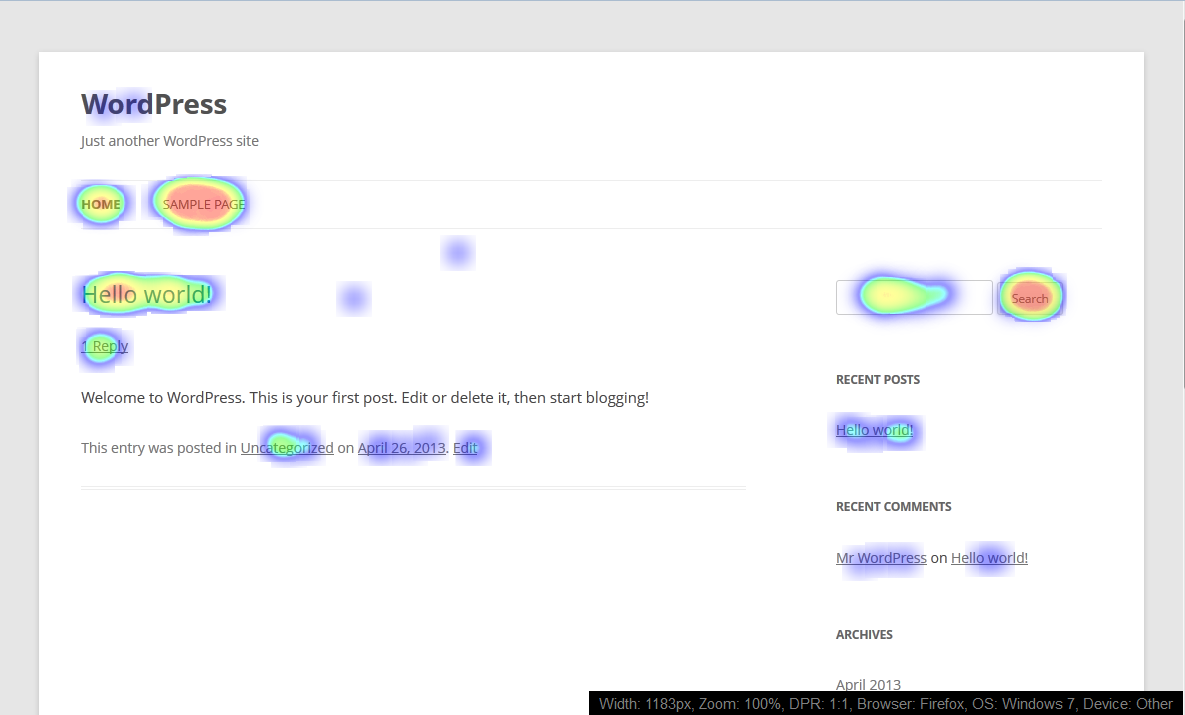 WordPress
Just another WordPress site
HOME SAMPLE PAGE
Hello world!
1 Reply
Welcome to WordPress. This is your first post. Edit or delete it, then start blogging!
This entry was posted in Uncategorized on April 26, 2013. Edit
Search
RECENT POSTS
Hello world!
RECENT COMMENTS
Mr WordPress on Hello world!
ARCHIVES
April 2013
Width: 1183px, Zoom: 100%, DPR: 1:1, Browser: Firefox, OS: Windows 7, Device: Other